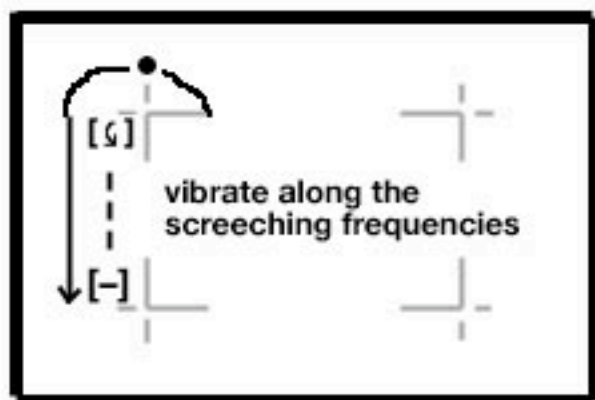 vibrate along the
screeching frequencies
[–]